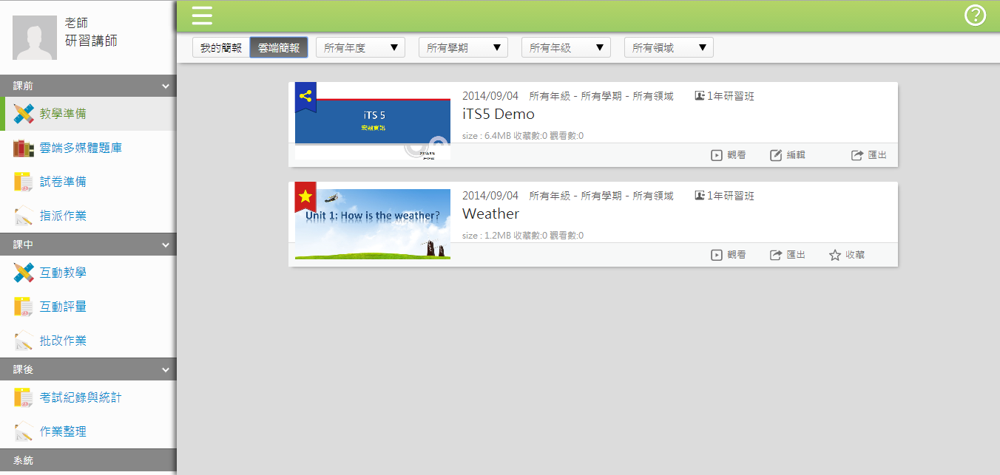 老師
研習講師
課前
教學準備
雲端多媒體題庫
試卷準備
指派作業
課中
互動教學
互動評量
批改作業
課後
考試紀錄與統計
作業整理
系統
我的簡報 雲端簡報 所有年度 所有學期 所有年級 所有領域
iTS 5
宏鼎資訊
2014/09/04 所有年級 - 所有學期 - 所有領域 1年研習班
iTS5 Demo
size : 6.4MB 收藏數:0 觀看數:0
觀看 編輯 匯出
Unit 1: How is the weather?
2014/09/04 所有年級 - 所有學期 - 所有領域 1年研習班
Weather
size : 1.2MB 收藏數:0 觀看數:0
觀看 匯出 收藏